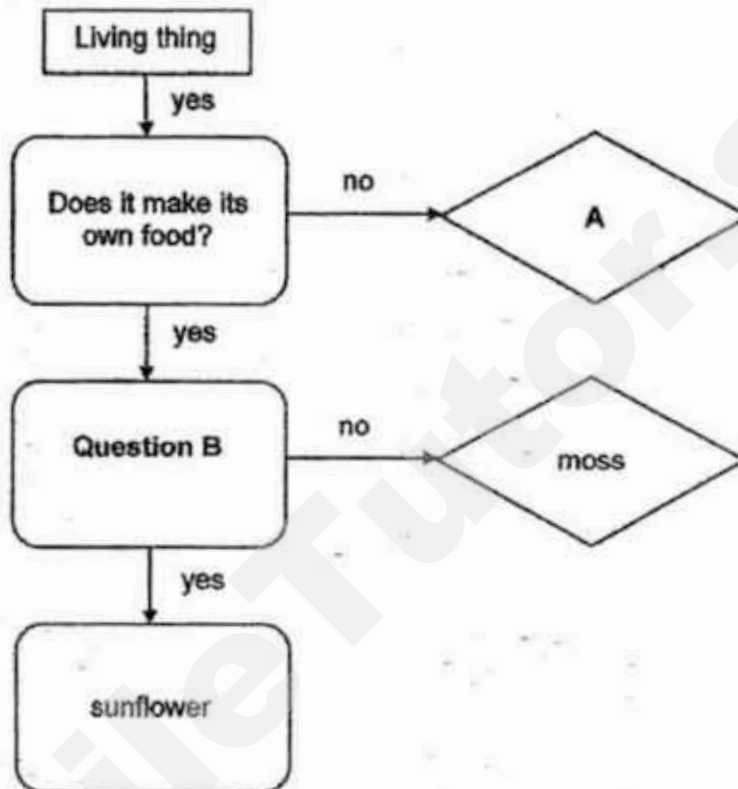 Living thing
yes
Does it make its
own food?
no
A
yes
Question B
no
moss
yes
sunflower